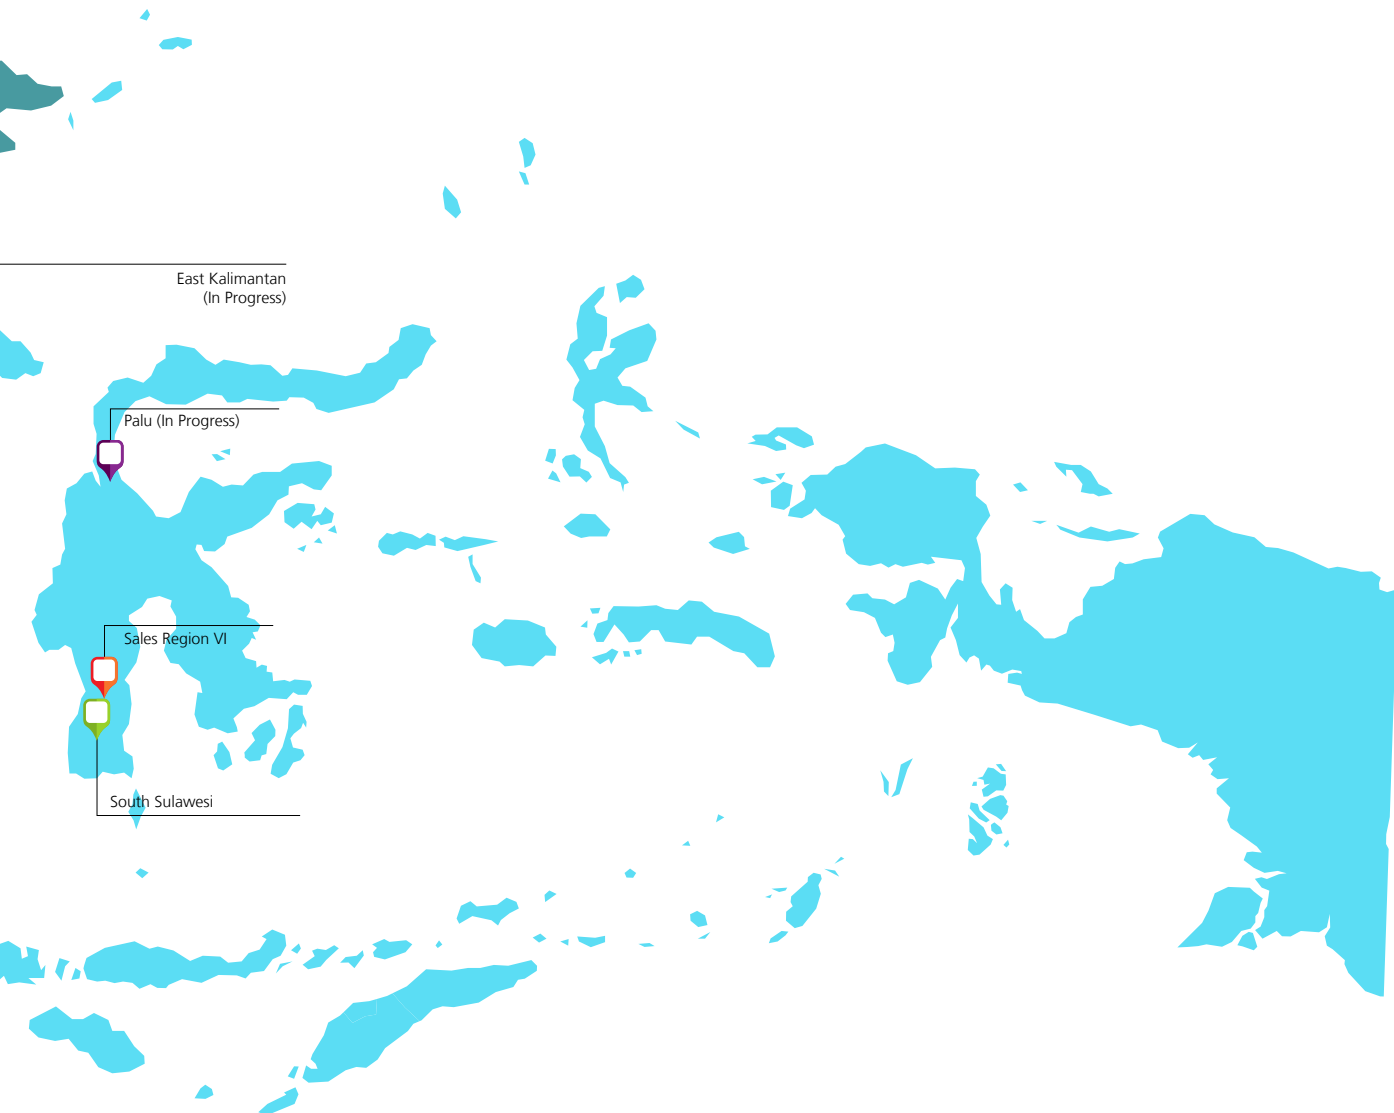 East Kalimantan
(In Progress)
Palu (In Progress)
Sales Region VI
South Sulawesi